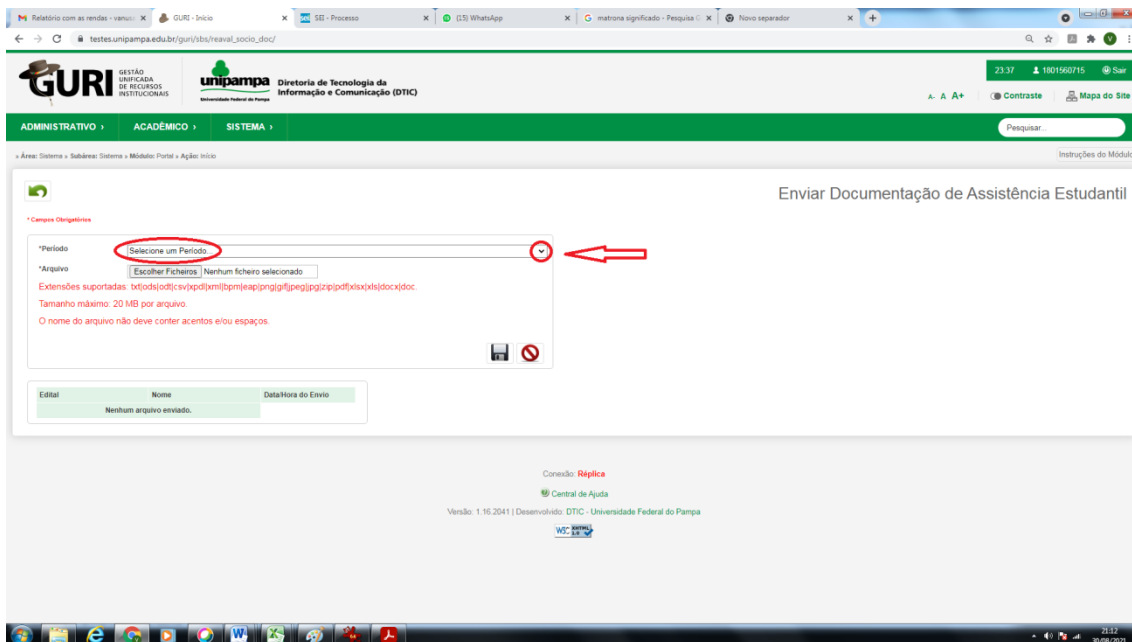 Relatório com as rendas - vanus
GURI - Início
SEI - Processo
(15) WhatsApp
matrona significado - Pesquisa G
Novo separador
testes.unipampa.edu.br/guri/sbs/reaval_socio_doc/
V
GURI
GESTÃO
UNIFICADA
DE RECURSOS
INSTITUCIONAIS
unipampa
Universidade Federal do Pampa
Diretoria de Tecnologia da
Informação e Comunicação (DTIC)
23:37 1801560715 Sair
A- A A+ Contraste Mapa do Site
ADMINISTRATIVO › ACADÊMICO › SISTEMA ›
Pesquisar...
» Área: Sistema » Subárea: Sistema » Módulo: Portal » Ação: Início
Instruções do Módulo
Enviar Documentação de Assistência Estudantil
* Campos Obrigatórios
*Período Selecione um Período.
*Arquivo Escolher Ficheiros Nenhum ficheiro selecionado
Extensões suportadas: txt|ods|odt|csv|xpdl|xml|bpm|eap|png|gif|jpeg|jpg|zip|pdf|xlsx|xls|docx|doc.
Tamanho máximo: 20 MB por arquivo.
O nome do arquivo não deve conter acentos e/ou espaços.
Edital Nome Data/Hora do Envio
Nenhum arquivo enviado.
Conexão: Réplica
Central de Ajuda
Versão: 1.16.2041 | Desenvolvido: DTIC - Universidade Federal do Pampa
W3C XHTML 1.0
21:12
30/08/2021